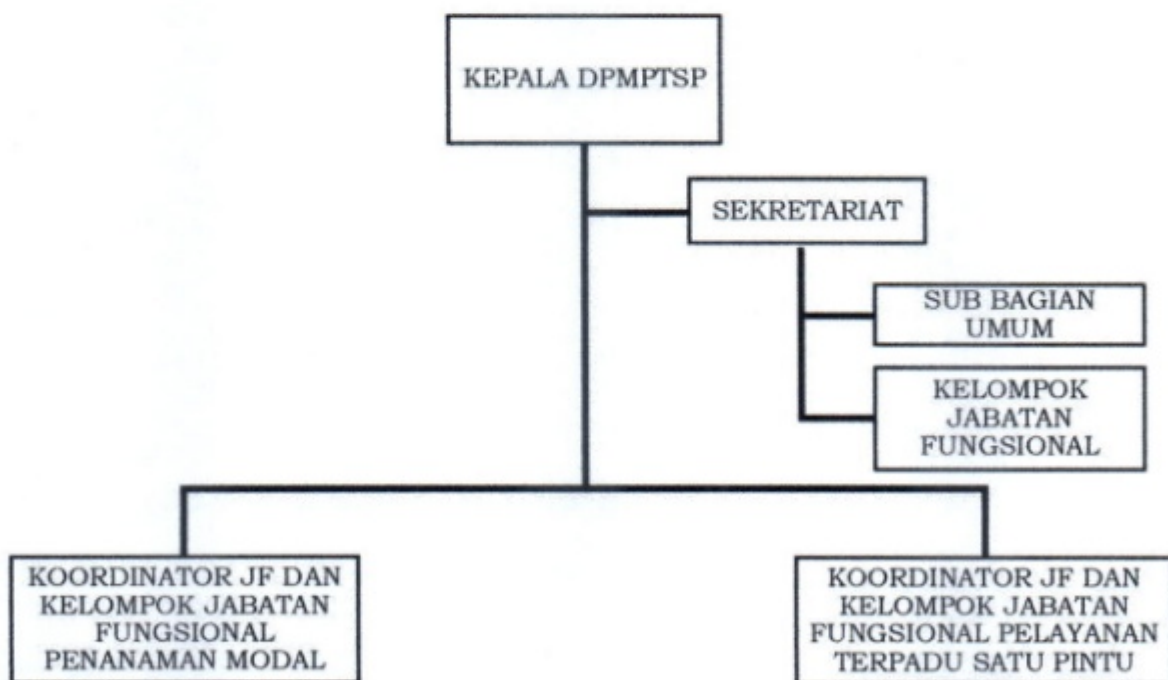 KEPALA DPMPTSP
SEKRETARIAT
SUB BAGIAN
UMUM
KELOMPOK
JABATAN
FUNGSIONAL
KOORDINATOR JF DAN
KELOMPOK JABATAN
FUNGSIONAL
PENANAMAN MODAL
KOORDINATOR JF DAN
KELOMPOK JABATAN
FUNGSIONAL PELAYANAN
TERPADU SATU PINTU